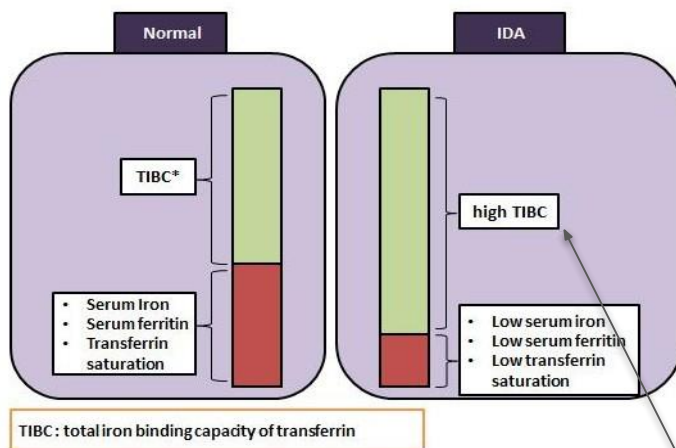 Normal
TIBC*
• Serum Iron
• Serum ferritin
• Transferrin
saturation
IDA
high TIBC
• Low serum iron
• Low serum ferritin
• Low transferrin
saturation
TIBC : total iron binding capacity of transferrin